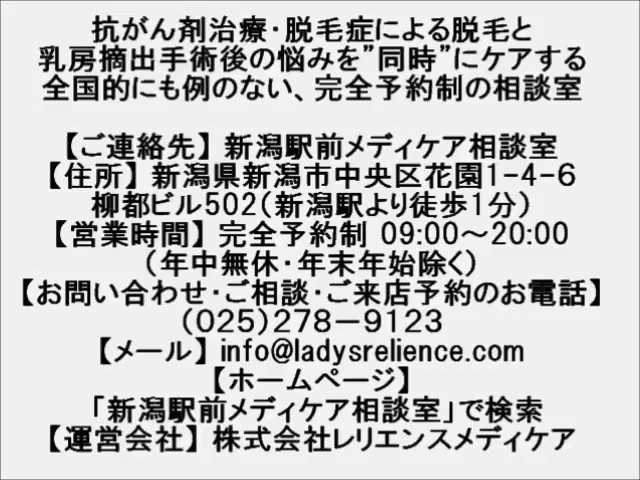 抗がん剤治療・脱毛症による脱毛と
乳房摘出手術後の悩みを”同時”にケアする
全国的にも例のない、完全予約制の相談室
【ご連絡先】新潟駅前メディケア相談室
【住所】新潟県新潟市中央区花園1-4-6
柳都ビル502（新潟駅より徒歩1分）
【営業時間】完全予約制 09:00～20:00
（年中無休・年末年始除く）
【お問い合わせ・ご相談・ご来店予約のお電話】
（025）278－9123
【メール】info@ladysrelience.com
【ホームページ】
「新潟駅前メディケア相談室」で検索
【運営会社】株式会社レリエンスメディケア